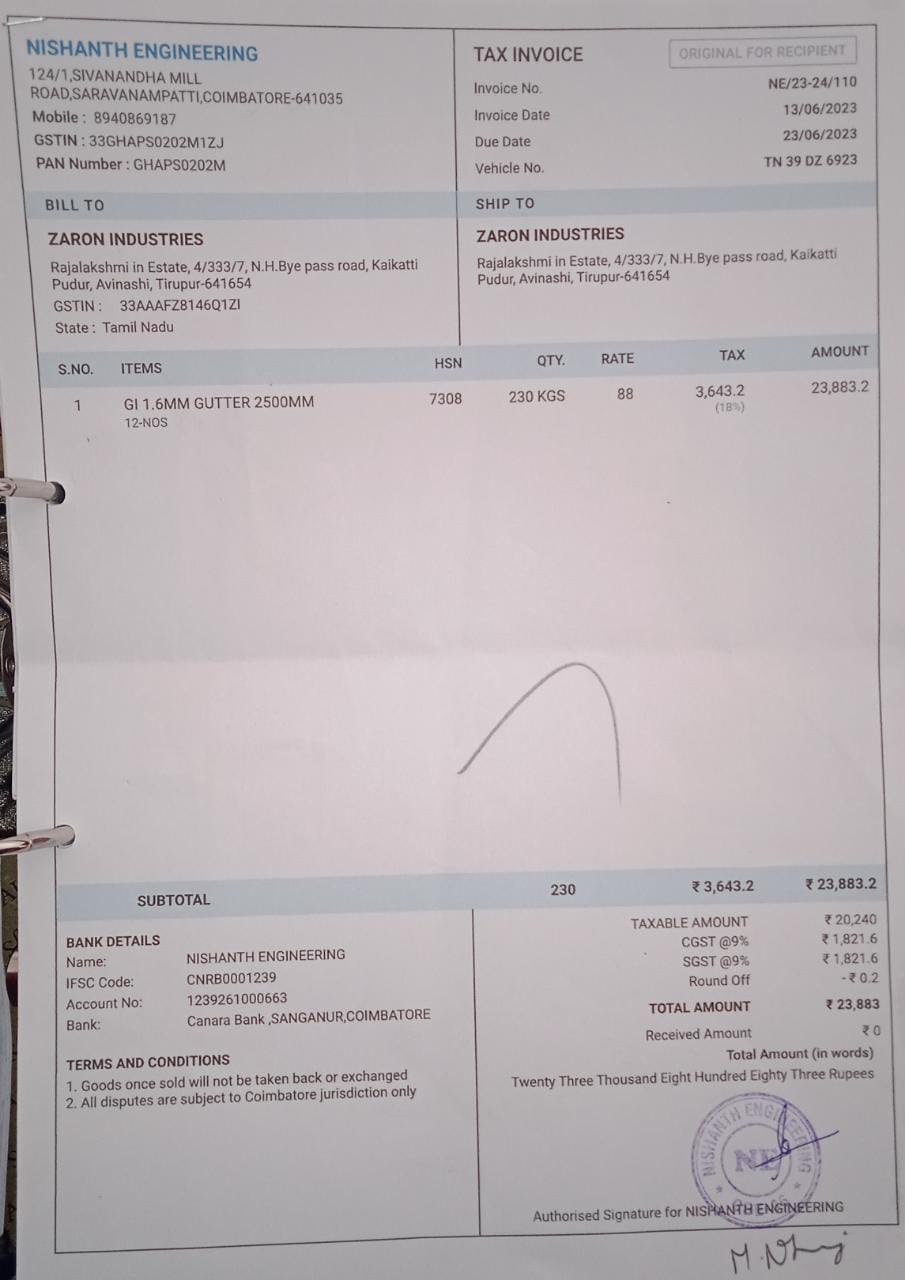 NISHANTH ENGINEERING
124/1,SIVANANDHA MILL
ROAD,SARAVANAMPATTI,COIMBATORE-641035
Mobile : 8940869187
GSTIN : 33GHAPS0202M1ZJ
PAN Number : GHAPS0202M
TAX INVOICE
ORIGINAL FOR RECIPIENT
Invoice No. NE/23-24/110
Invoice Date 13/06/2023
Due Date 23/06/2023
Vehicle No. TN 39 DZ 6923
BILL TO
ZARON INDUSTRIES
Rajalakshmi in Estate, 4/333/7, N.H.Bye pass road, Kaikatti
Pudur, Avinashi, Tirupur-641654
GSTIN : 33AAAFZ8146Q1ZI
State : Tamil Nadu
SHIP TO
ZARON INDUSTRIES
Rajalakshmi in Estate, 4/333/7, N.H.Bye pass road, Kaikatti
Pudur, Avinashi, Tirupur-641654
S.NO. ITEMS HSN QTY. RATE TAX AMOUNT
1 GI 1.6MM GUTTER 2500MM 7308 230 KGS 88 3,643.2 23,883.2
12-NOS (18%)
SUBTOTAL 230 ₹ 3,643.2 ₹ 23,883.2
BANK DETAILS
Name: NISHANTH ENGINEERING
IFSC Code: CNRB0001239
Account No: 1239261000663
Bank: Canara Bank ,SANGANUR,COIMBATORE
TERMS AND CONDITIONS
1. Goods once sold will not be taken back or exchanged
2. All disputes are subject to Coimbatore jurisdiction only
TAXABLE AMOUNT ₹ 20,240
CGST @9% ₹ 1,821.6
SGST @9% ₹ 1,821.6
Round Off -₹ 0.2
TOTAL AMOUNT ₹ 23,883
Received Amount ₹ 0
Total Amount (in words)
Twenty Three Thousand Eight Hundred Eighty Three Rupees
NISHANTH ENGINEERING
NE
Authorised Signature for NISHANTH ENGINEERING